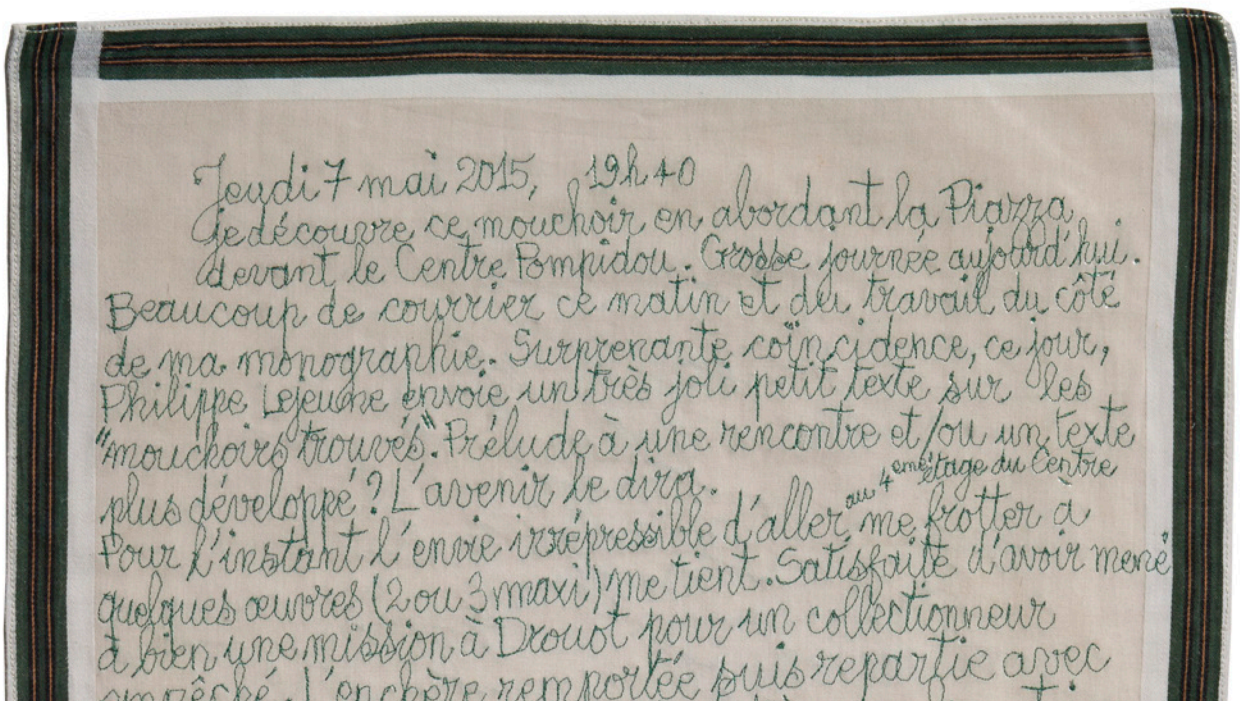 Jeudi 7 mai 2015, 19h40
je découvre ce mouchoir en abordant la Piazza
devant le Centre Pompidou. Grosse journée aujourd'hui.
Beaucoup de courrier ce matin et du travail du côté
de ma monographie. Surprenante coïncidence, ce jour,
Philippe Lejeune envoie un très joli petit texte sur les
"mouchoirs trouvés". Prélude à une rencontre et/ou un texte
plus développé ? L'avenir le dira.
au 4ème étage du Centre
Pour l'instant l'envie irrépressible d'aller me frotter a
quelques œuvres (2 ou 3 maxi) me tient. Satisfaite d'avoir mené
à bien une mission à Drouot pour un collectionneur
empêché. L'enchère remportée suis repartie avec